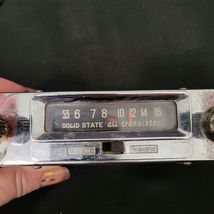 55 6 7 8 10 12 14 16
SOLID STATE all transistor